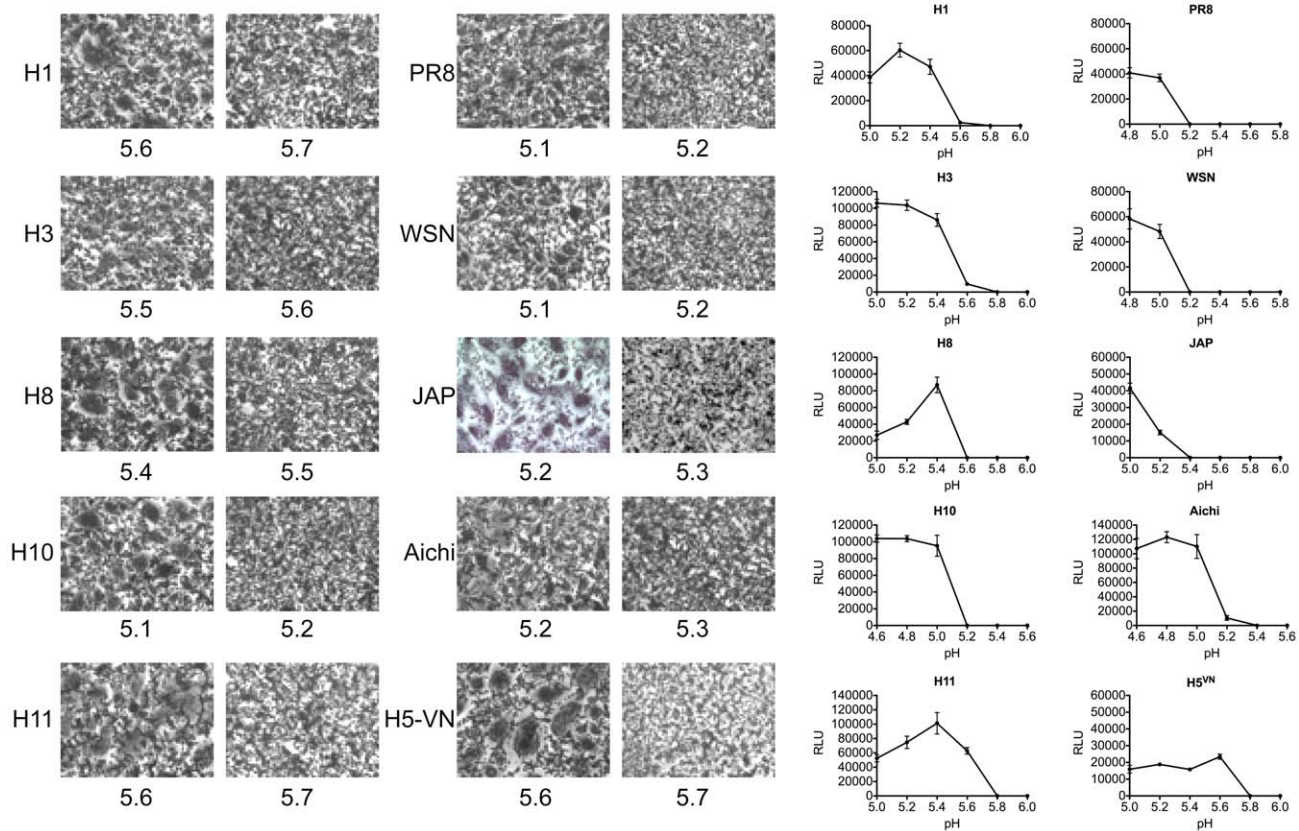 H1
5.6 5.7
H3
5.5 5.6
H8
5.4 5.5
H10
5.1 5.2
H11
5.6 5.7
PR8
5.1 5.2
WSN
5.1 5.2
JAP
5.2 5.3
Aichi
5.2 5.3
H5-VN
5.6 5.7
H1
80000
60000
40000
20000
0
RLU
5.0 5.2 5.4 5.6 5.8 6.0
pH
PR8
80000
60000
40000
20000
0
RLU
4.8 5.0 5.2 5.4 5.6 5.8
pH
H3
120000
100000
80000
60000
40000
20000
0
RLU
5.0 5.2 5.4 5.6 5.8 6.0
pH
WSN
80000
60000
40000
20000
0
RLU
4.8 5.0 5.2 5.4 5.6 5.8
pH
H8
120000
100000
80000
60000
40000
20000
0
RLU
5.0 5.2 5.4 5.6 5.8 6.0
pH
JAP
60000
50000
40000
30000
20000
10000
0
RLU
5.0 5.2 5.4 5.6 5.8 6.0
pH
H10
120000
100000
80000
60000
40000
20000
0
RLU
4.6 4.8 5.0 5.2 5.4 5.6
pH
Aichi
140000
120000
100000
80000
60000
40000
20000
0
RLU
4.6 4.8 5.0 5.2 5.4 5.6
pH
H11
140000
120000
100000
80000
60000
40000
20000
0
RLU
5.0 5.2 5.4 5.6 5.8 6.0
pH
H5VN
60000
50000
40000
30000
20000
10000
0
RLU
5.0 5.2 5.4 5.6 5.8 6.0
pH